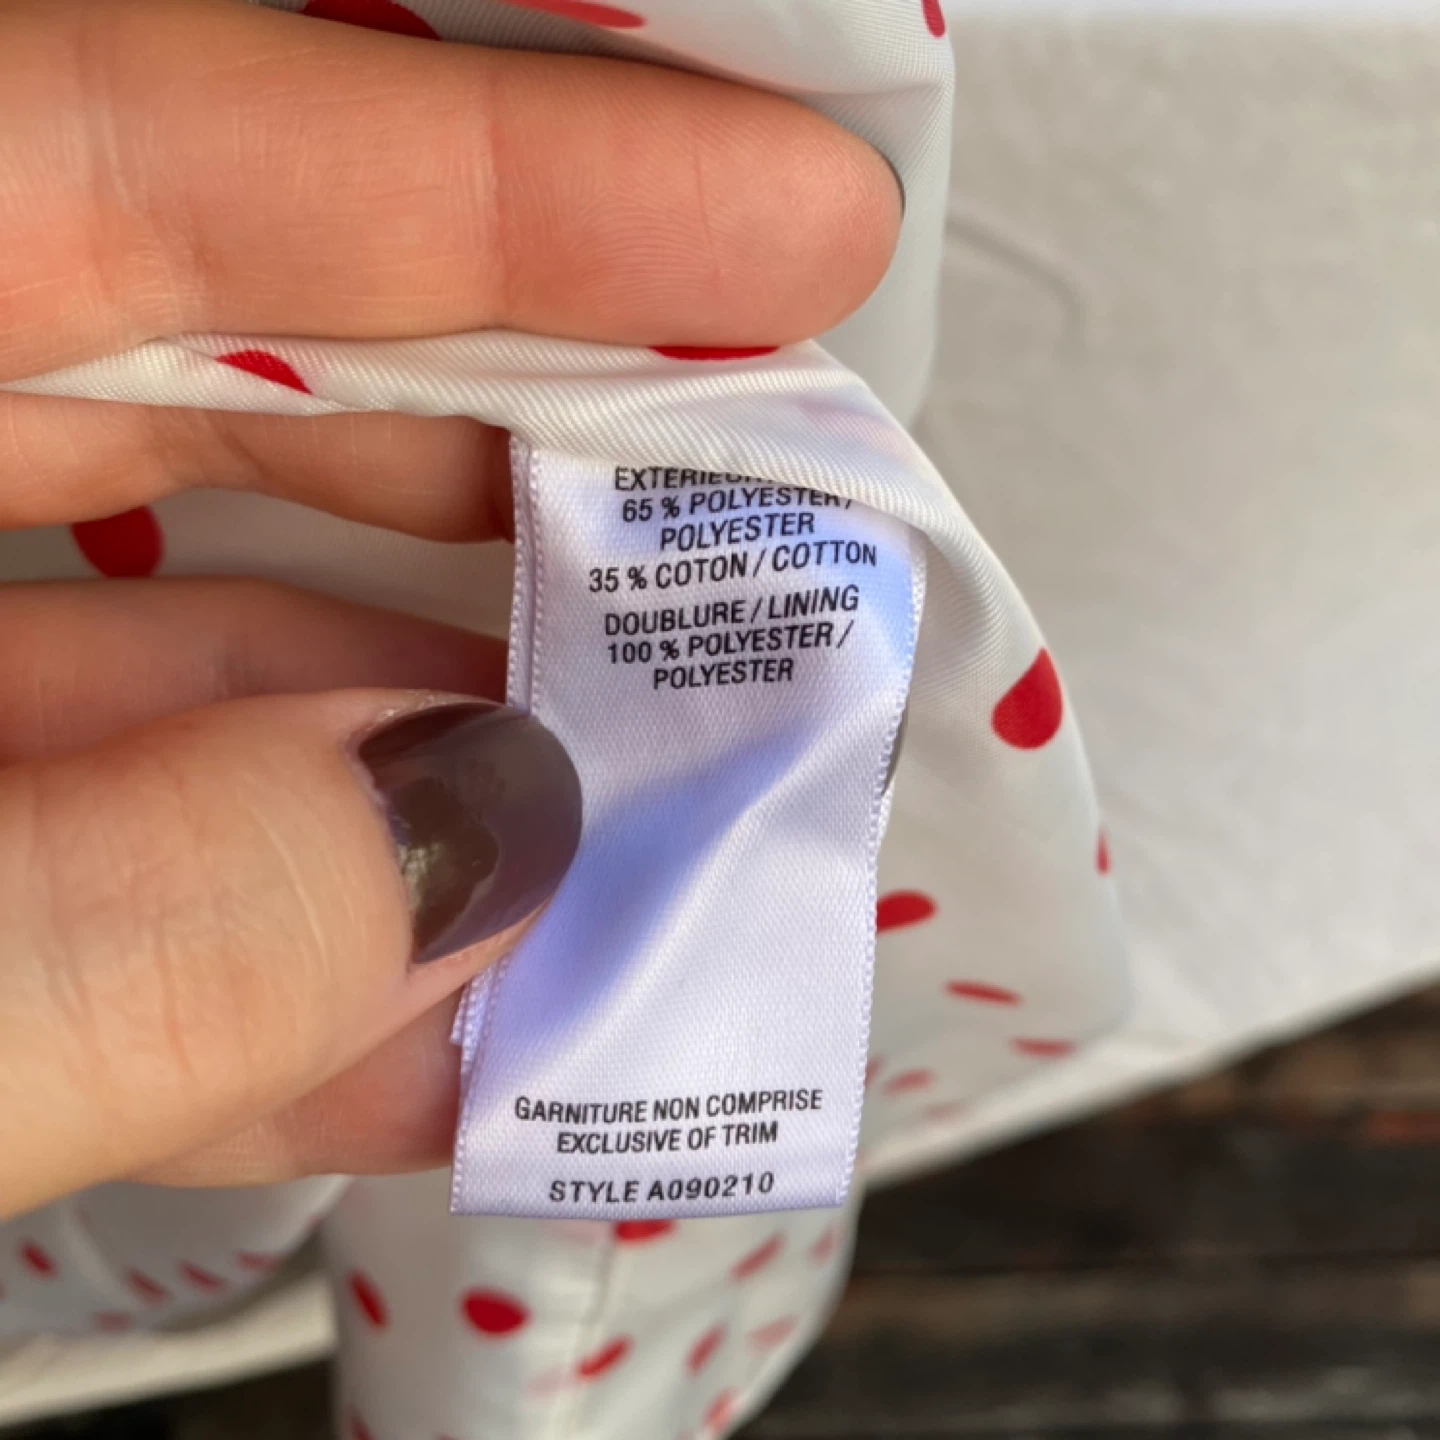 65 % POLYESTER /
POLYESTER
35 % COTON / COTTON
DOUBLURE / LINING
100 % POLYESTER /
POLYESTER
GARNITURE NON COMPRISE
EXCLUSIVE OF TRIM
STYLE A090210